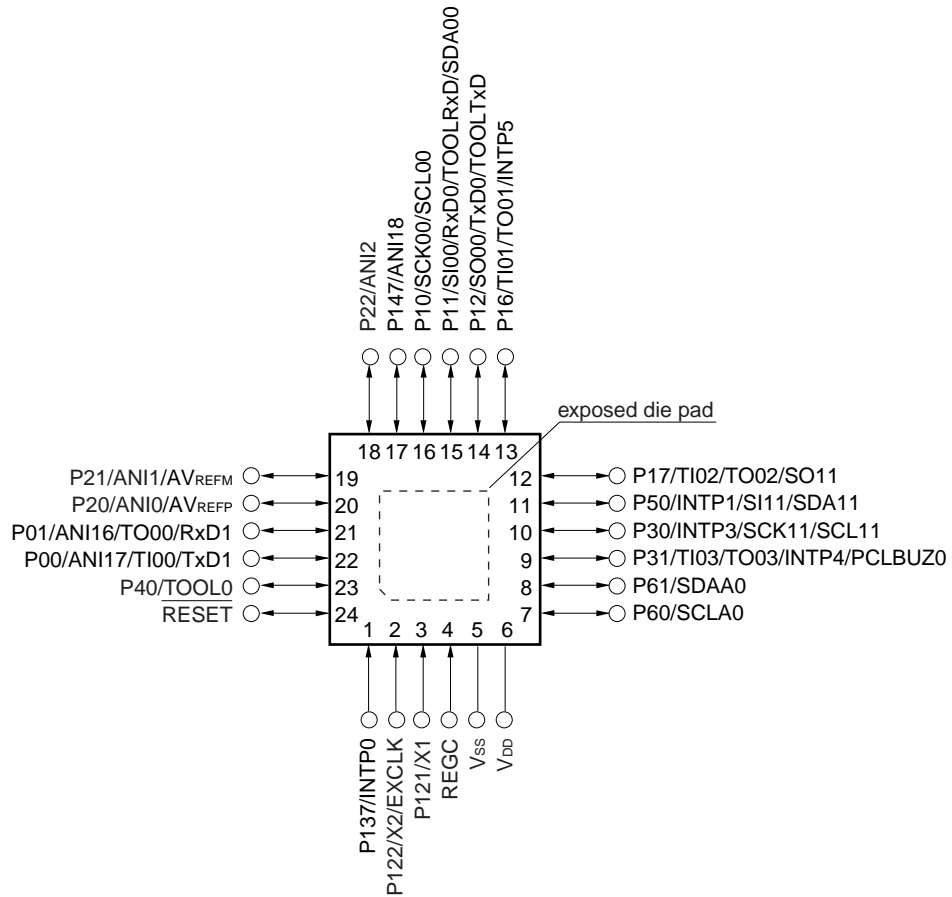 P22/ANI2
P147/ANI18
P10/SCK00/SCL00
P11/SI00/RxD0/TOOLRxD/SDA00
P12/SO00/TxD0/TOOLTxD
P16/TI01/TO01/INTP5
exposed die pad
18 17 16 15 14 13
P21/ANI1/AVREFM 19
P20/ANI0/AVREFP 20
P01/ANI16/TO00/RxD1 21
P00/ANI17/TI00/TxD1 22
P40/TOOL0 23
RESET 24
12 P17/TI02/TO02/SO11
11 P50/INTP1/SI11/SDA11
10 P30/INTP3/SCK11/SCL11
9 P31/TI03/TO03/INTP4/PCLBUZ0
8 P61/SDAA0
7 P60/SCLA0
1 2 3 4 5 6
P137/INTP0
P122/X2/EXCLK
P121/X1
REGC
VSS
VDD